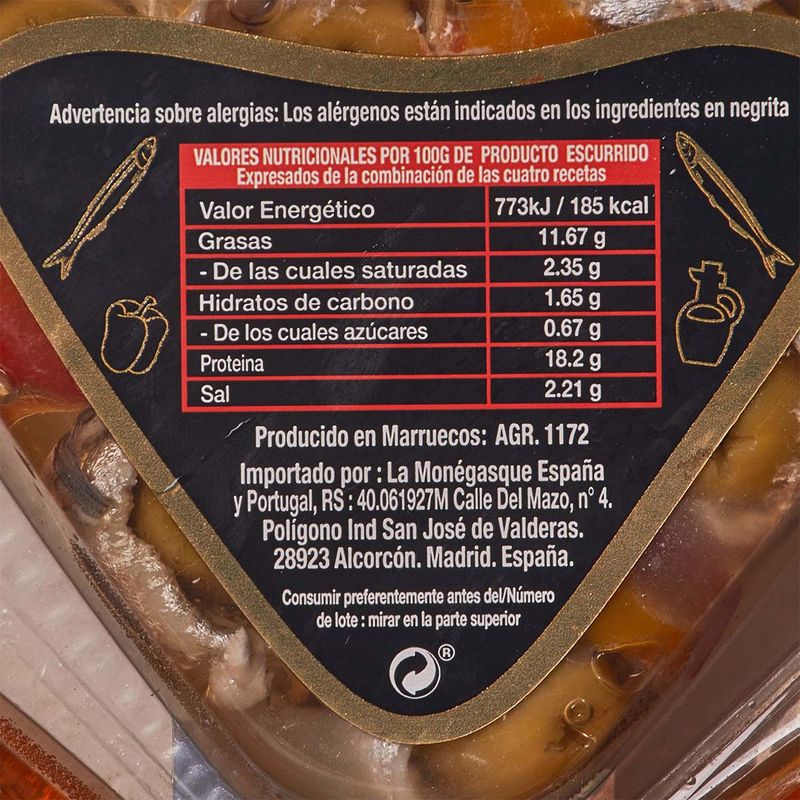 Advertencia sobre alergias: Los alérgenos están indicados en los ingredientes en negrita
VALORES NUTRICIONALES POR 100G DE PRODUCTO ESCURRIDO
Expresados de la combinación de las cuatro recetas
Valor Energético 773kJ / 185 kcal
Grasas 11.67 g
- De las cuales saturadas 2.35 g
Hidratos de carbono 1.65 g
- De los cuales azúcares 0.67 g
Proteina 18.2 g
Sal 2.21 g
Producido en Marruecos: AGR. 1172
Importado por : La Monégasque España
y Portugal, RS : 40.061927M Calle Del Mazo, nº 4.
Polígono Ind San José de Valderas.
28923 Alcorcón. Madrid. España.
Consumir preferentemente antes del/Número
de lote : mirar en la parte superior
®